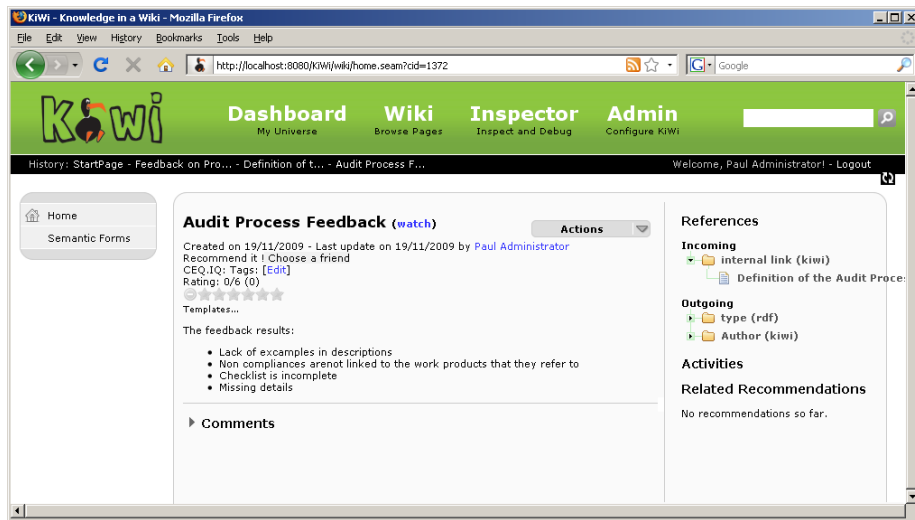 KiWi - Knowledge in a Wiki - Mozilla Firefox
File Edit View History Bookmarks Tools Help
http://localhost:8080/KiWi/wiki/home.seam?cid=1372
G Google
Kiwi
Dashboard Wiki Inspector Admin
My Universe Browse Pages Inspect and Debug Configure KiWi
History: StartPage - Feedback on Pro... - Definition of t... - Audit Process F... Welcome, Paul Administrator! - Logout
Home
Semantic Forms
Audit Process Feedback (watch)
Actions
Created on 19/11/2009 - Last update on 19/11/2009 by Paul Administrator
Recommend it ! Choose a friend
CEQ.IQ: Tags: [Edit]
Rating: 0/6 (0)
Templates...
The feedback results:
• Lack of excamples in descriptions
• Non compliances arenot linked to the work products that they refer to
• Checklist is incomplete
• Missing details
Comments
References
Incoming
internal link (kiwi)
Definition of the Audit Proce
Outgoing
type (rdf)
Author (kiwi)
Activities
Related Recommendations
No recommendations so far.